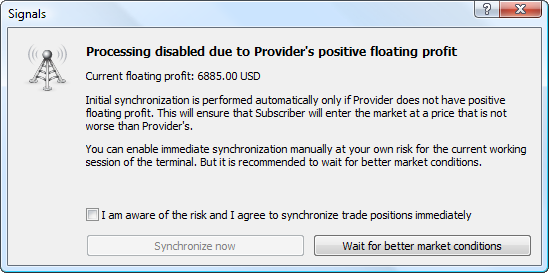 Signals
Processing disabled due to Provider's positive floating profit
Current floating profit: 6885.00 USD
Initial synchronization is performed automatically only if Provider does not have positive
floating profit. This will ensure that Subscriber will enter the market at a price that is not
worse than Provider's.
You can enable immediate synchronization manually at your own risk for the current working
session of the terminal. But it is recommended to wait for better market conditions.
I am aware of the risk and I agree to synchronize trade positions immediately
Synchronize now
Wait for better market conditions